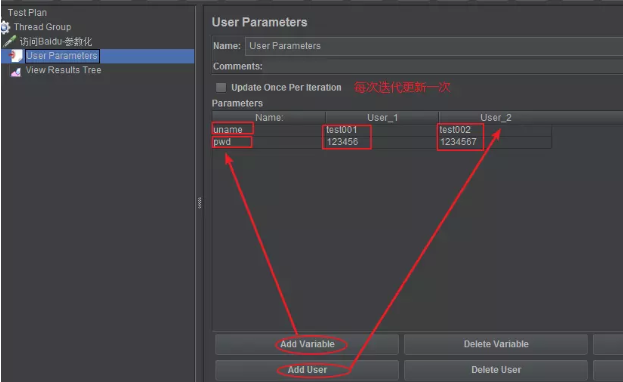 Test Plan
Thread Group
访问Baidu-参数化
User Parameters
View Results Tree
User Parameters
Name: User Parameters
Comments:
Update Once Per Iteration 每次迭代更新一次
Parameters
Name: User_1 User_2
uname test001 test002
pwd 123456 1234567
Add Variable Delete Variable
Add User Delete User